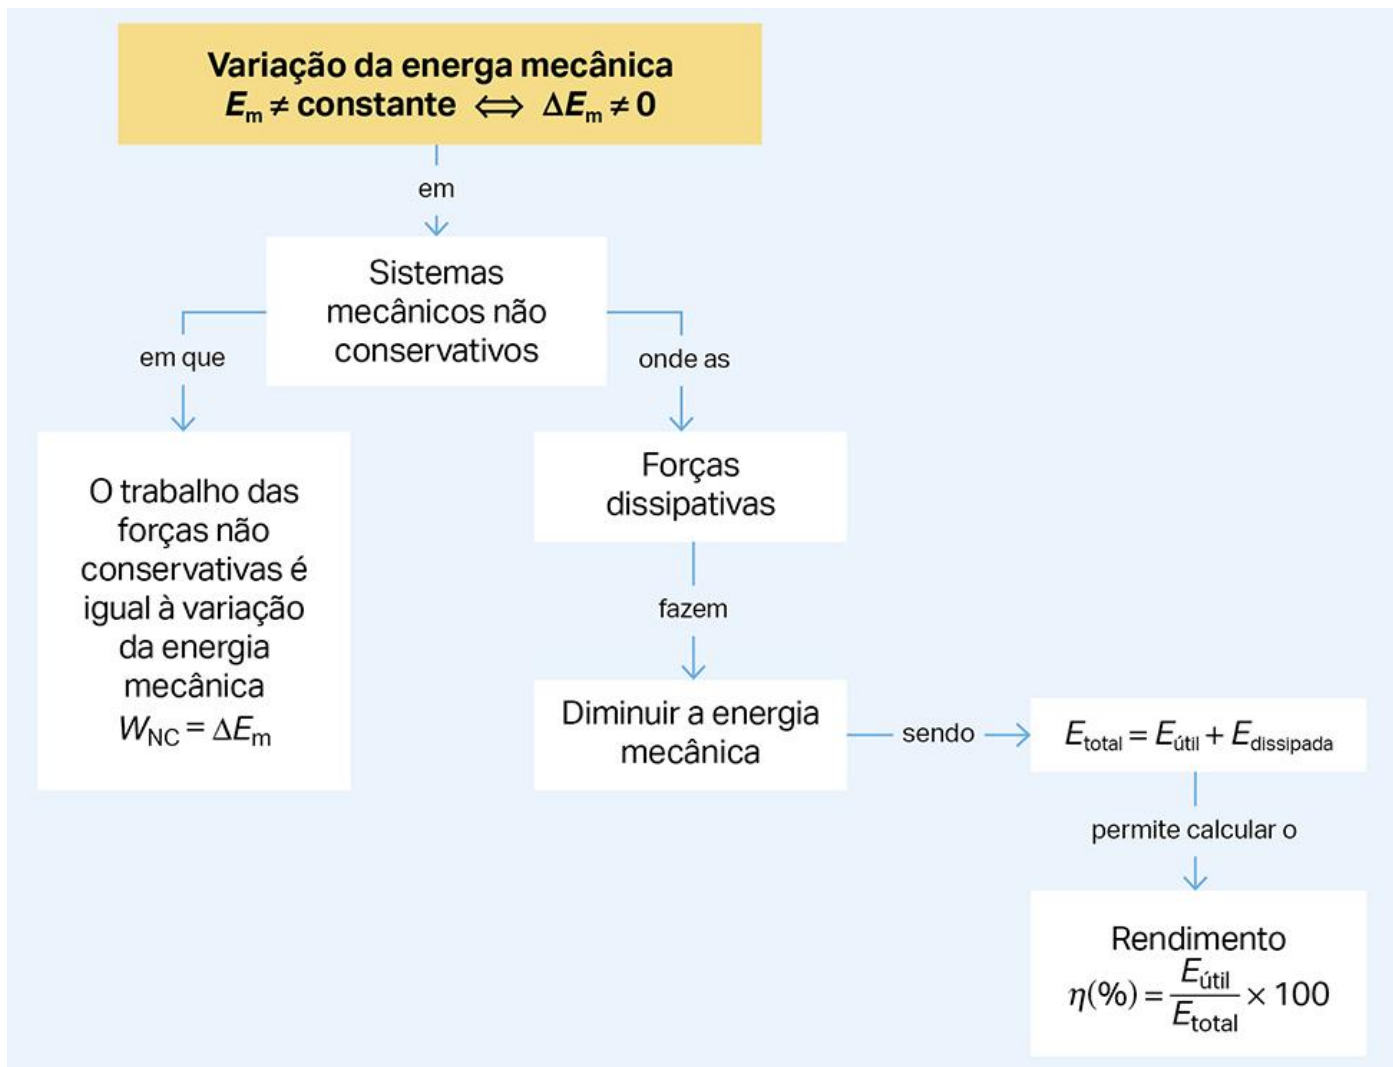 Variação da energa mecânica
Em ≠ constante ⟺ ΔEm ≠ 0
em
Sistemas
mecânicos não
conservativos
em que
onde as
O trabalho das
forças não
conservativas é
igual à variação
da energia
mecânica
WNC = ΔEm
Forças
dissipativas
fazem
Diminuir a energia
mecânica
sendo
Etotal = Eútil + Edissipada
permite calcular o
Rendimento
η(%) = Eútil/Etotal × 100